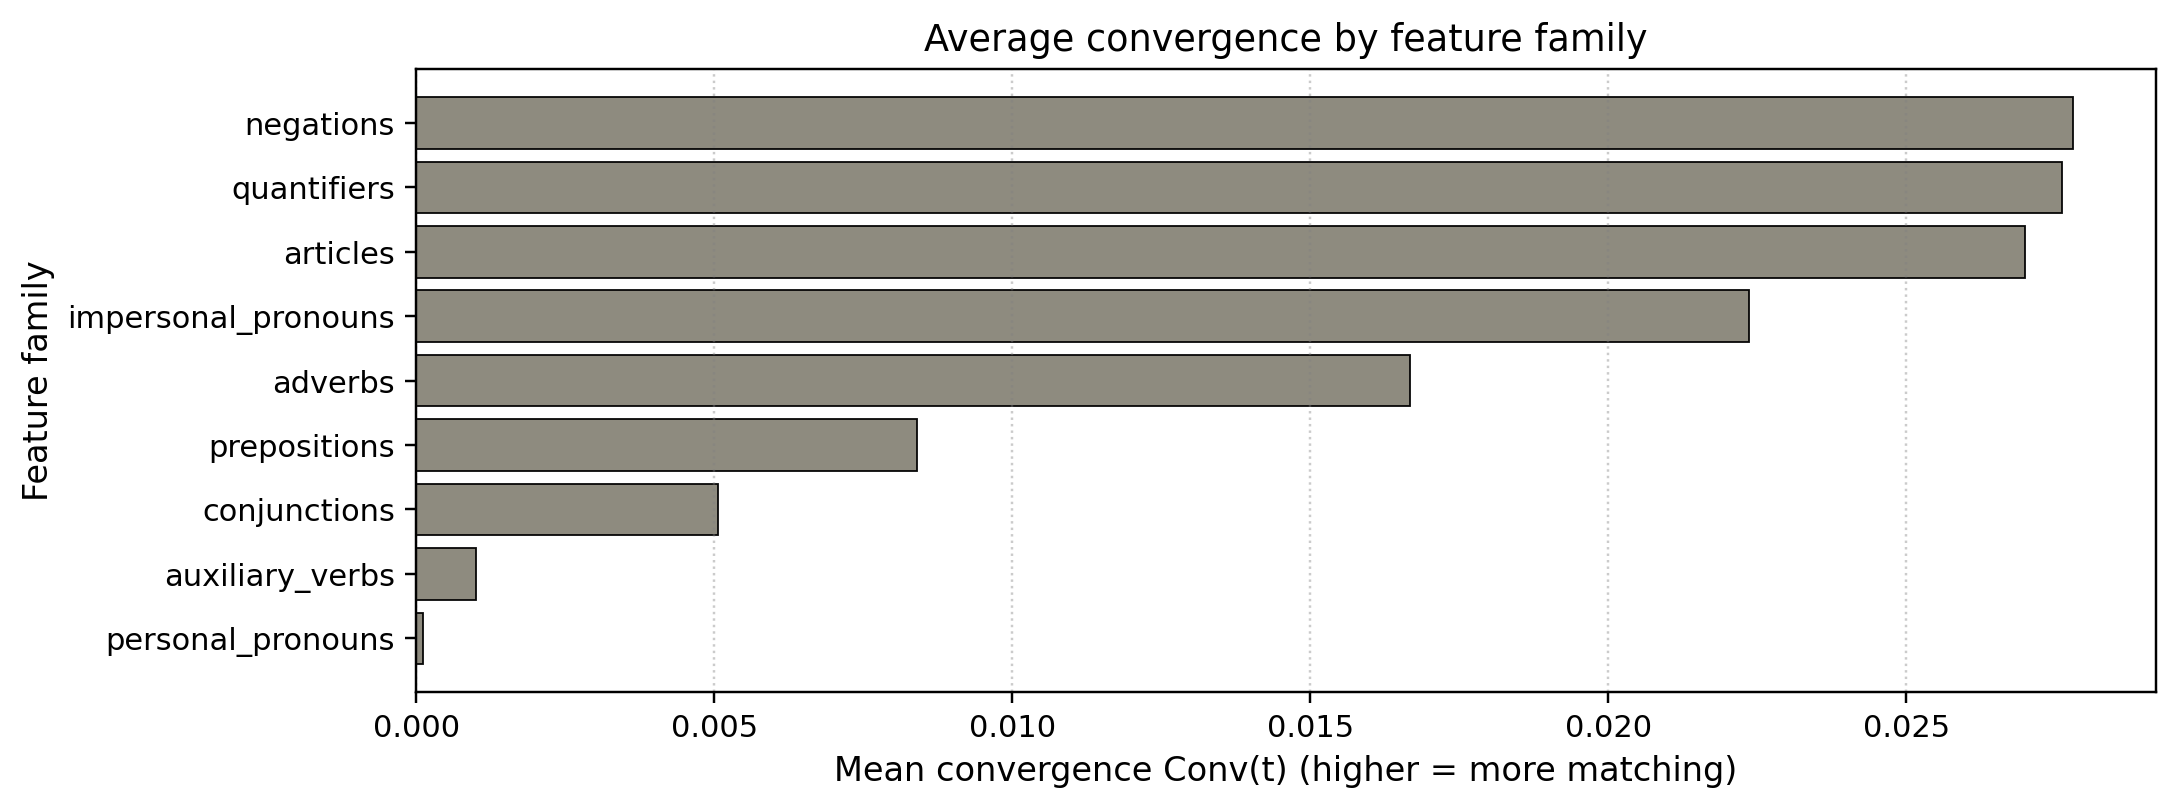 Average convergence by feature family
Feature family
negations
quantifiers
articles
impersonal_pronouns
adverbs
prepositions
conjunctions
auxiliary_verbs
personal_pronouns
0.000 0.005 0.010 0.015 0.020 0.025
Mean convergence Conv(t) (higher = more matching)